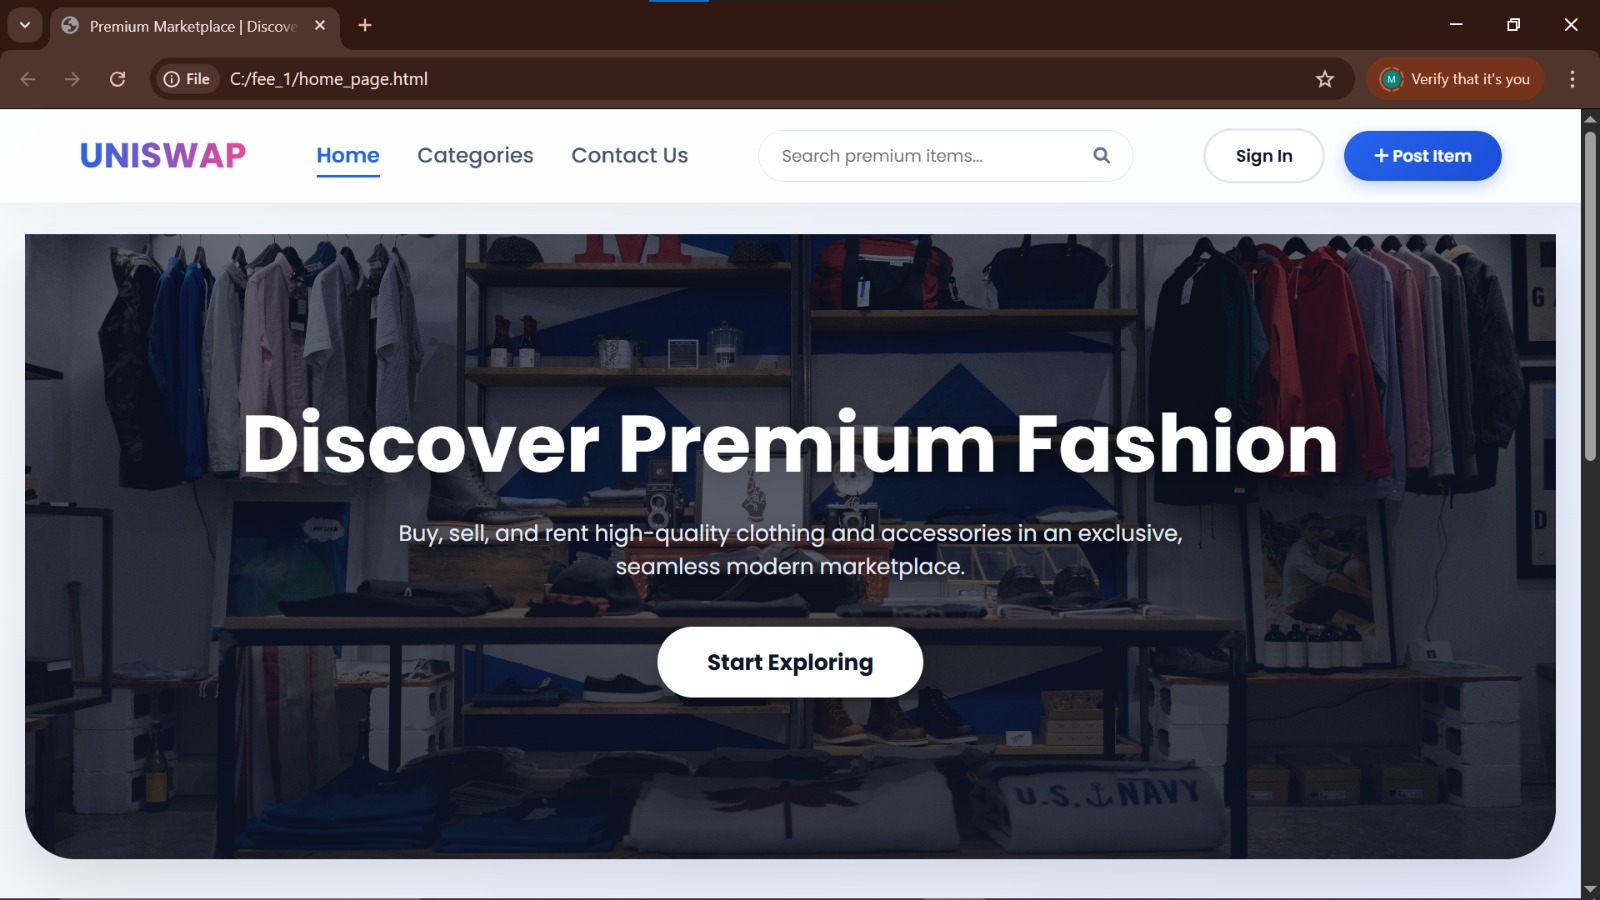 Premium Marketplace | Discove
File C:/fee_1/home_page.html
Verify that it's you
M
UNISWAP
Home
Categories
Contact Us
Search premium items...
Sign In
+ Post Item
Discover Premium Fashion
Buy, sell, and rent high-quality clothing and accessories in an exclusive,
seamless modern marketplace.
Start Exploring
U.S. NAVY
G
D